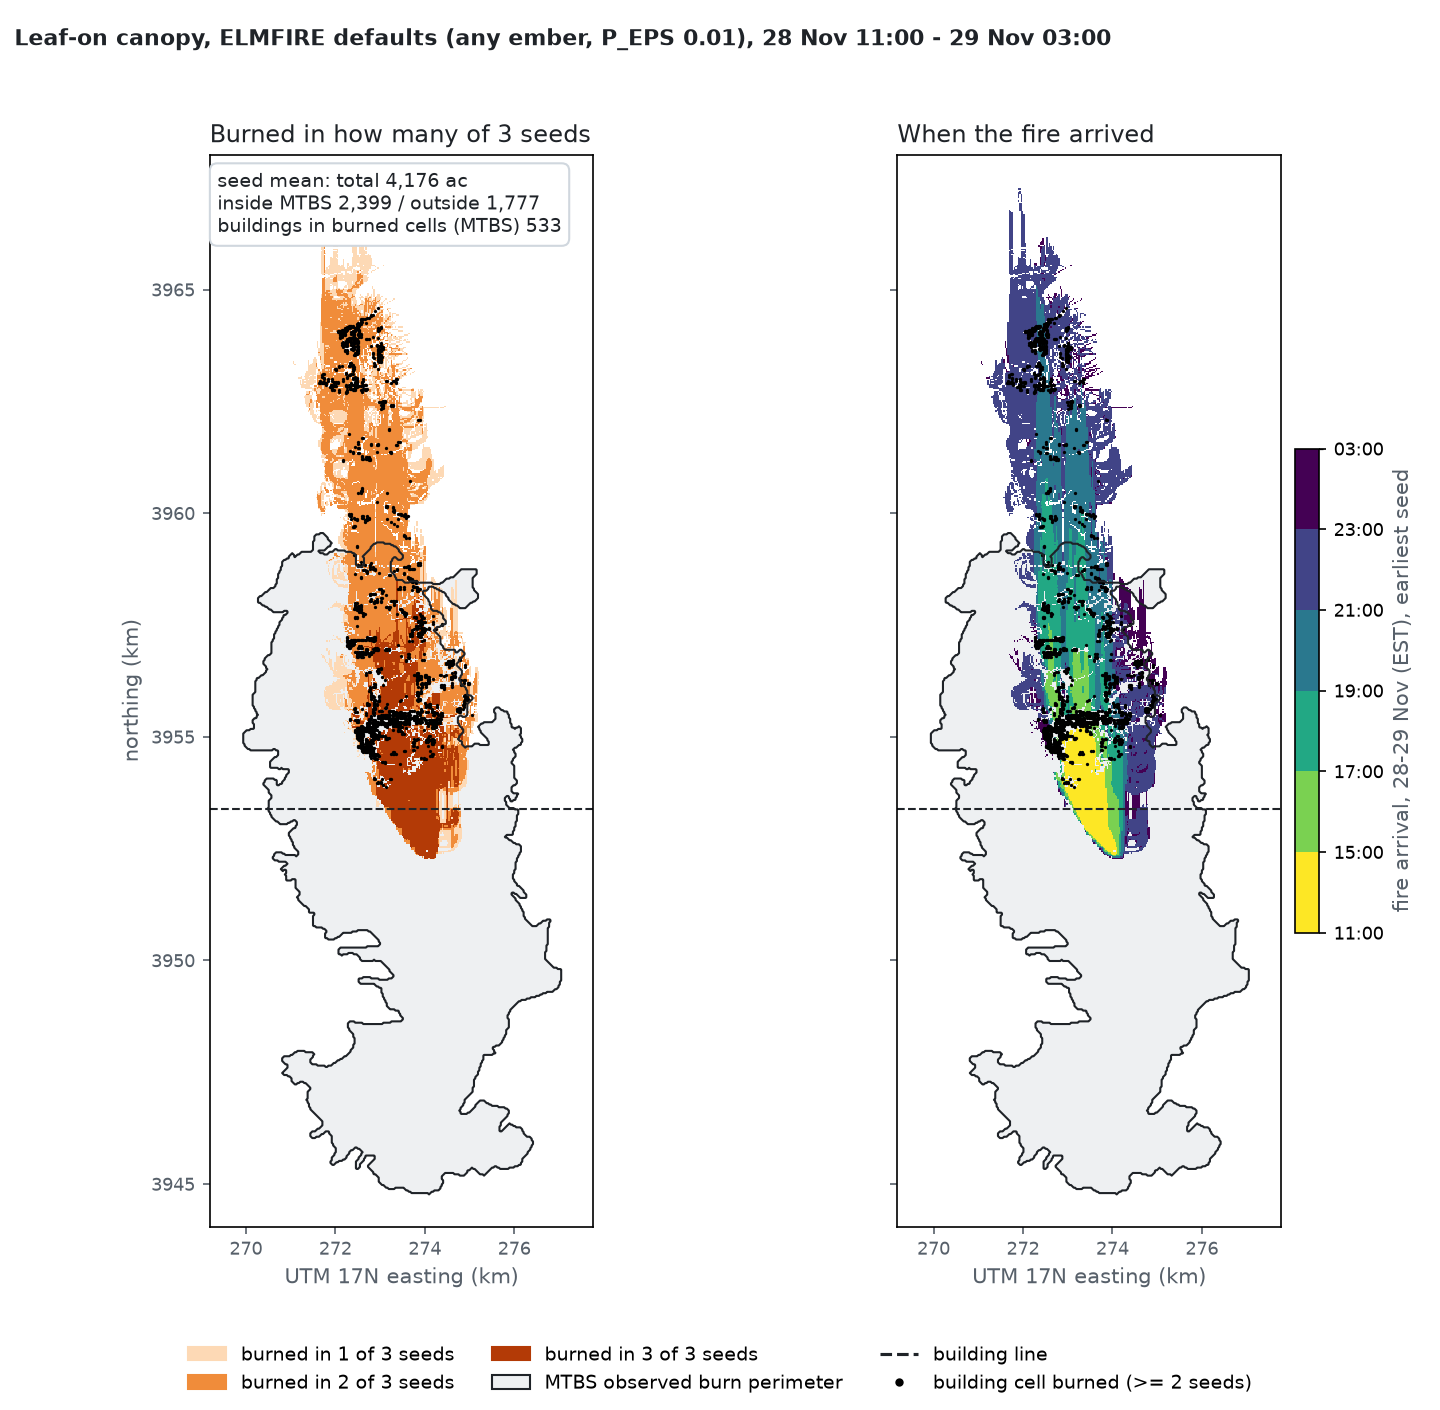 Leaf-on canopy, ELMFIRE defaults (any ember, P_EPS 0.01), 28 Nov 11:00 - 29 Nov 03:00
Burned in how many of 3 seeds
seed mean: total 4,176 ac
inside MTBS 2,399 / outside 1,777
buildings in burned cells (MTBS) 533
3965
3960
3955
3950
3945
northing (km)
270 272 274 276
UTM 17N easting (km)
When the fire arrived
270 272 274 276
UTM 17N easting (km)
03:00
23:00
21:00
19:00
17:00
15:00
11:00
fire arrival, 28-29 Nov (EST), earliest seed
burned in 1 of 3 seeds
burned in 2 of 3 seeds
burned in 3 of 3 seeds
MTBS observed burn perimeter
building line
building cell burned (>= 2 seeds)